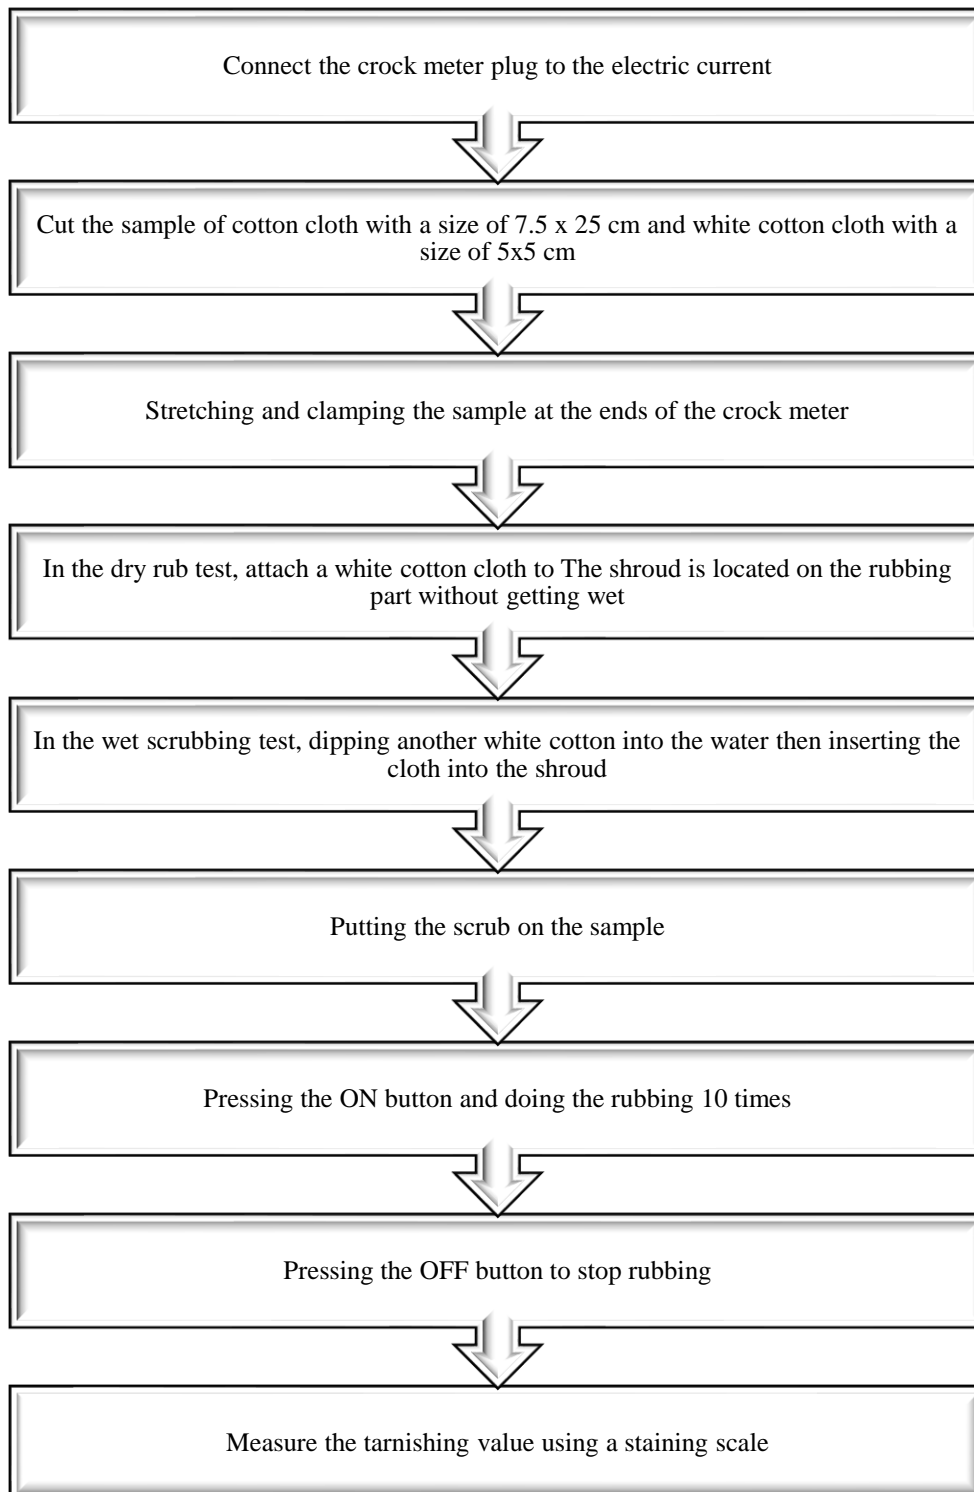 Connect the crock meter plug to the electric current
Cut the sample of cotton cloth with a size of 7.5 x 25 cm and white cotton cloth with a
size of 5x5 cm
Stretching and clamping the sample at the ends of the crock meter
In the dry rub test, attach a white cotton cloth to The shroud is located on the rubbing
part without getting wet
In the wet scrubbing test, dipping another white cotton into the water then inserting the
cloth into the shroud
Putting the scrub on the sample
Pressing the ON button and doing the rubbing 10 times
Pressing the OFF button to stop rubbing
Measure the tarnishing value using a staining scale